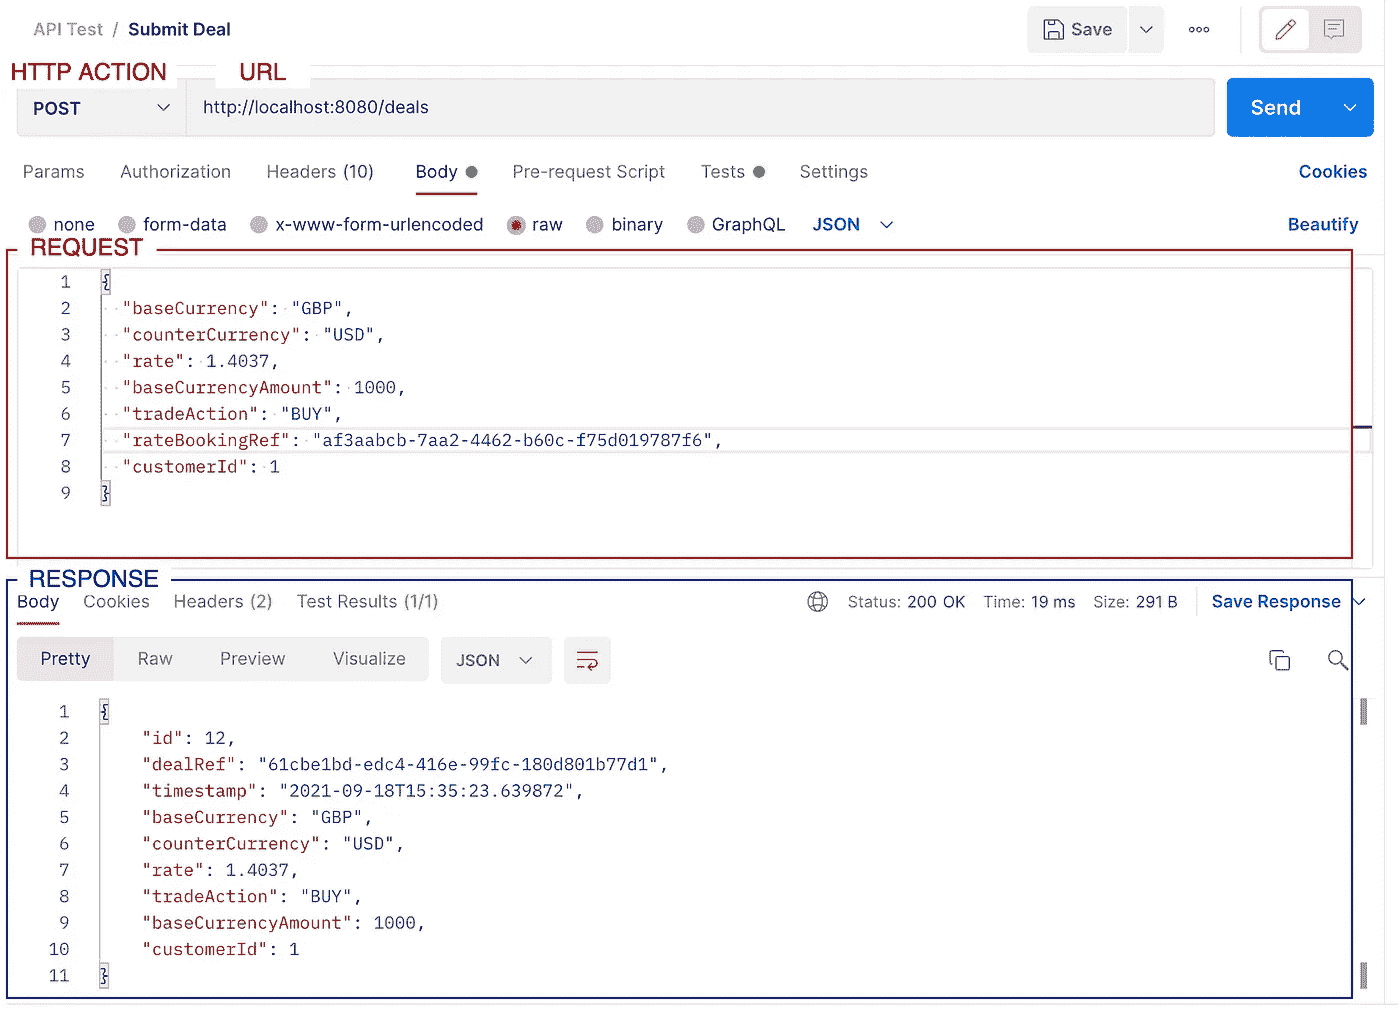 API Test / Submit Deal
Save
HTTP ACTION URL
POST http://localhost:8080/deals Send
Params Authorization Headers (10) Body Pre-request Script Tests Settings Cookies
none form-data x-www-form-urlencoded raw binary GraphQL JSON Beautify
REQUEST
1 {
2 "baseCurrency": "GBP",
3 "counterCurrency": "USD",
4 "rate": 1.4037,
5 "baseCurrencyAmount": 1000,
6 "tradeAction": "BUY",
7 "rateBookingRef": "af3aabcb-7aa2-4462-b60c-f75d019787f6",
8 "customerId": 1
9 }
RESPONSE
Body Cookies Headers (2) Test Results (1/1) Status: 200 OK Time: 19 ms Size: 291 B Save Response
Pretty Raw Preview Visualize JSON
1 {
2 "id": 12,
3 "dealRef": "61cbe1bd-edc4-416e-99fc-180d801b77d1",
4 "timestamp": "2021-09-18T15:35:23.639872",
5 "baseCurrency": "GBP",
6 "counterCurrency": "USD",
7 "rate": 1.4037,
8 "tradeAction": "BUY",
9 "baseCurrencyAmount": 1000,
10 "customerId": 1
11 }